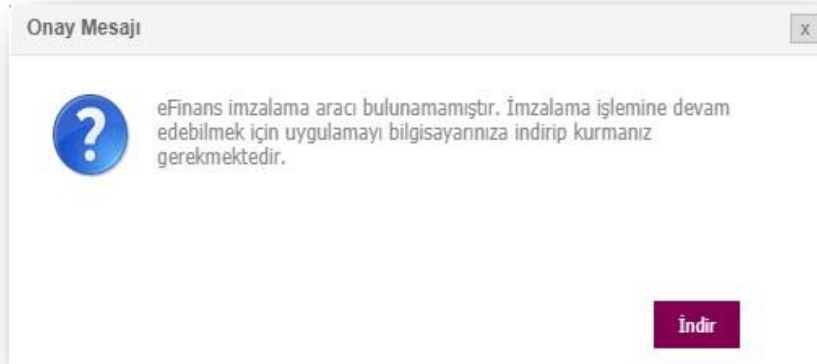 Onay Mesajı
x
?
eFinans imzalama aracı bulunamamıştır. İmzalama işlemine devam
edebilmek için uygulamayı bilgisayarınıza indirip kurmanız
gerekmektedir.
İndir